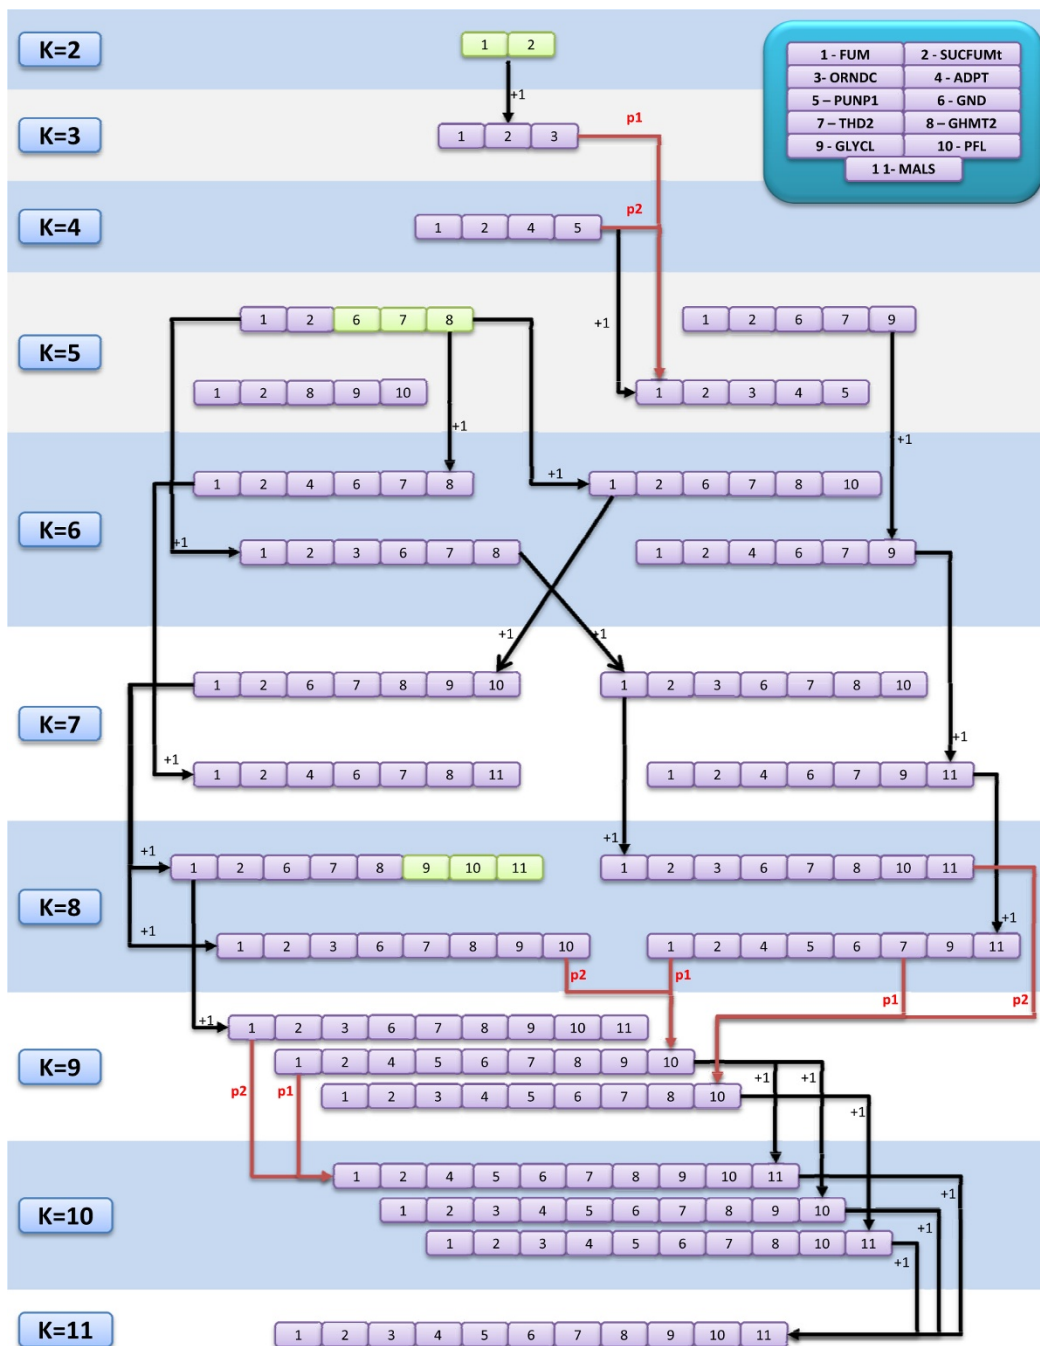 K=2
1 2
1 - FUM 2 - SUCFUMt
3- ORNDC 4 - ADPT
5 – PUNP1 6 - GND
7 – THD2 8 – GHMT2
9 - GLYCL 10 - PFL
1 1- MALS
+1
K=3
1 2 3
p1
K=4
1 2 4 5
p2
K=5
1 2 6 7 8
1 2 6 7 9
+1
1 2 8 9 10
1 2 3 4 5
+1
+1
K=6
1 2 4 6 7 8
+1
1 2 6 7 8 10
+1
1 2 3 6 7 8
1 2 4 6 7 9
+1
+1
K=7
1 2 6 7 8 9 10
1 2 3 6 7 8 10
+1
+1
1 2 4 6 7 8 11
1 2 4 6 7 9 11
K=8
+1
1 2 6 7 8 9 10 11
+1
1 2 3 6 7 8 10 11
+1
+1
1 2 3 6 7 8 9 10
1 2 4 5 6 7 9 11
p2
p1
p1
p2
K=9
+1
1 2 3 6 7 8 9 10 11
1 2 4 5 6 7 8 9 10
p2
p1
+1
+1
1 2 3 4 5 6 7 8 10
+1
K=10
1 2 4 5 6 7 8 9 10 11
+1
1 2 3 4 5 6 7 8 9 10
+1
1 2 3 4 5 6 7 8 10 11
+1
K=11
1 2 3 4 5 6 7 8 9 10 11